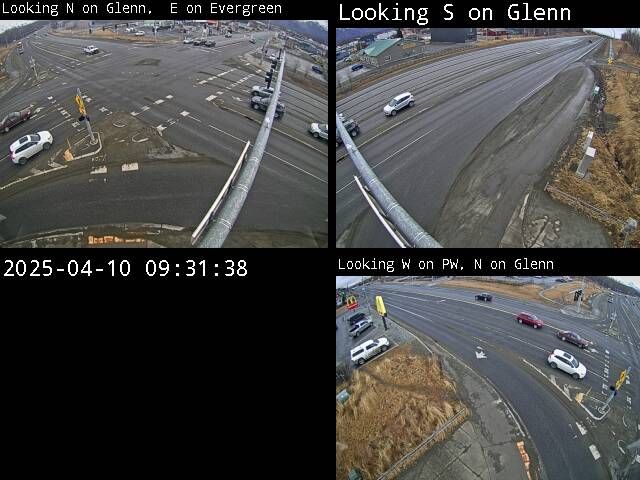 Looking N on Glenn,  E on Evergreen
Looking S on Glenn
2025-04-10 09:31:38
Looking W on PW, N on Glenn